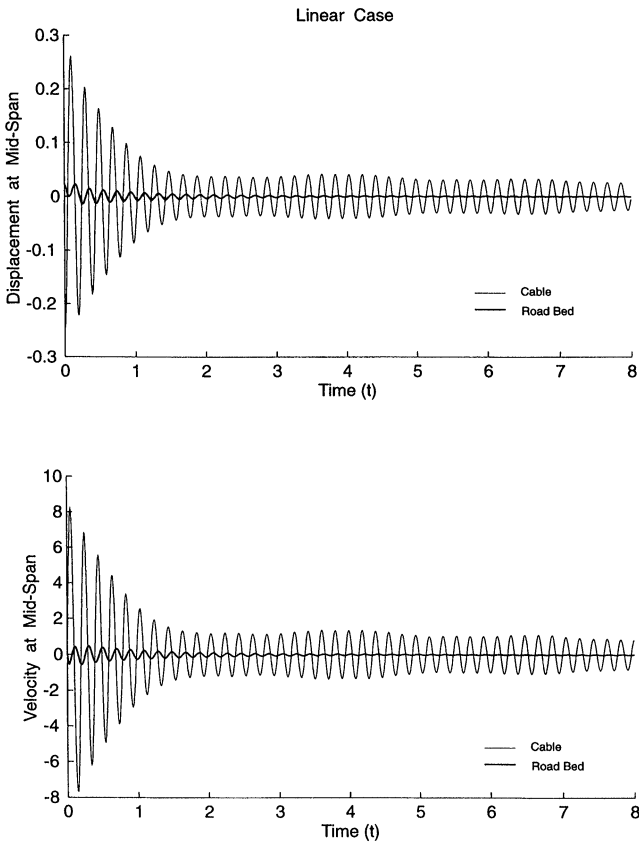 Linear Case
0.3
0.2
0.1
0
-0.1
-0.2
-0.3
Displacement at Mid-Span
Cable
Road Bed
0 1 2 3 4 5 6 7 8
Time (t)
10
8
6
4
2
0
-2
-4
-6
-8
Velocity at Mid-Span
Cable
Road Bed
0 1 2 3 4 5 6 7 8
Time (t)